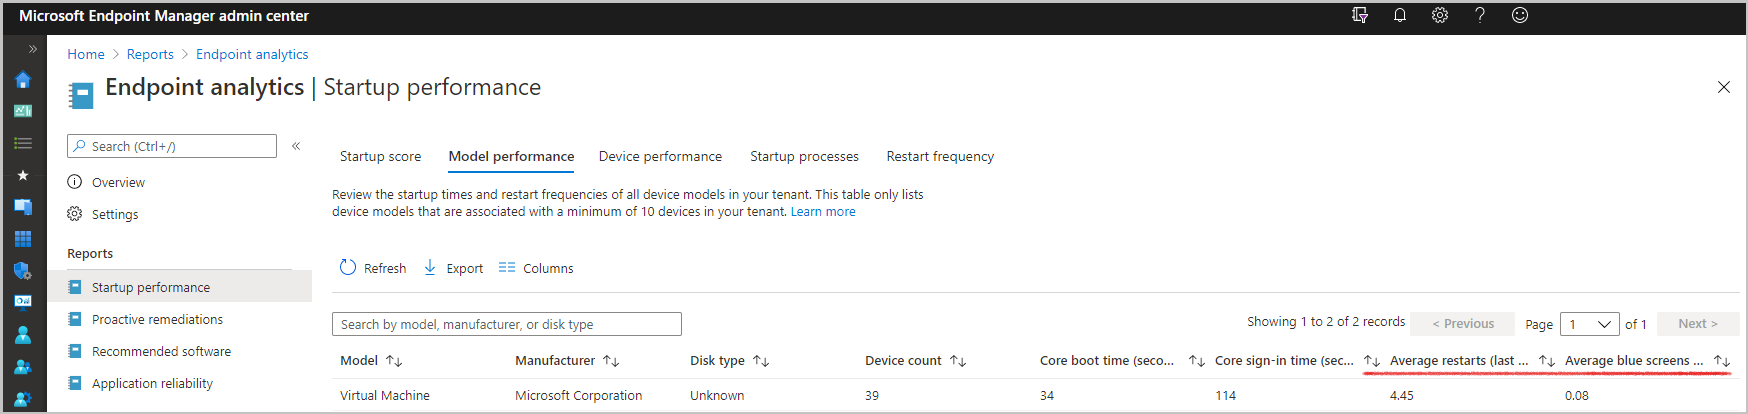 Microsoft Endpoint Manager admin center
Home > Reports > Endpoint analytics
Endpoint analytics | Startup performance
Search (Ctrl+/)
Overview
Settings
Reports
Startup performance
Proactive remediations
Recommended software
Application reliability
Startup score Model performance Device performance Startup processes Restart frequency
Review the startup times and restart frequencies of all device models in your tenant. This table only lists
device models that are associated with a minimum of 10 devices in your tenant. Learn more
Refresh Export Columns
Search by model, manufacturer, or disk type
Showing 1 to 2 of 2 records < Previous Page 1 of 1 Next >
Model Manufacturer Disk type Device count Core boot time (seco... Core sign-in time (sec... Average restarts (last ... Average blue screens ...
Virtual Machine Microsoft Corporation Unknown 39 34 114 4.45 0.08